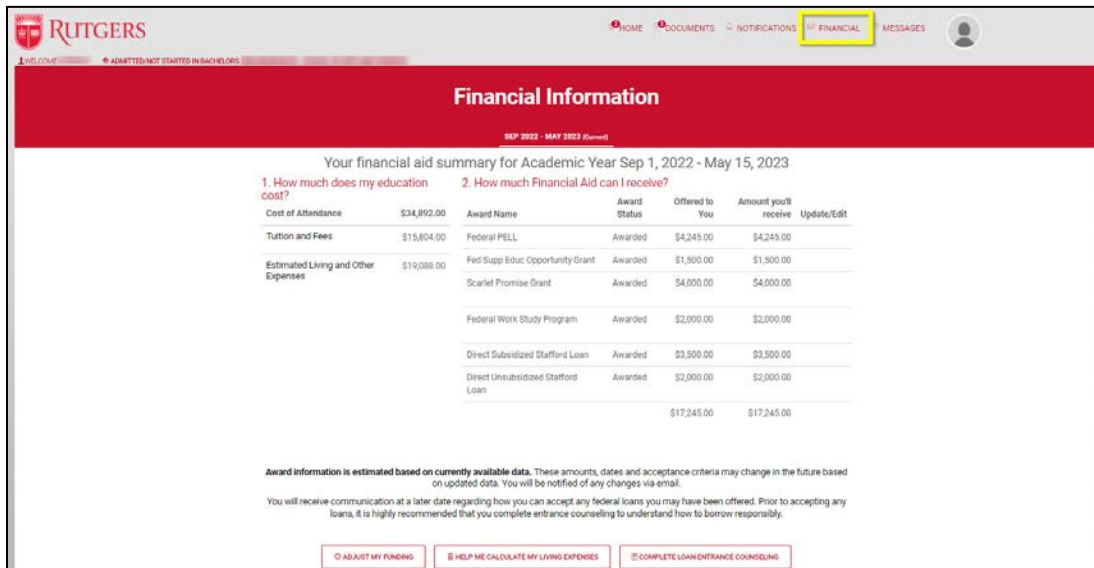 RUTGERS
2 HOME 2 DOCUMENTS NOTIFICATIONS FINANCIAL MESSAGES
WELCOME ADMITTED/NOT STARTED IN BACHELORS
Financial Information
SEP 2022 - MAY 2023 (Current)
Your financial aid summary for Academic Year Sep 1, 2022 - May 15, 2023
1. How much does my education cost?
Cost of Attendance $34,892.00
Tuition and Fees $15,804.00
Estimated Living and Other $19,088.00
Expenses
2. How much Financial Aid can I receive?
Award Name Award Status Offered to You Amount you'll receive Update/Edit
Federal PELL Awarded $4,245.00 $4,245.00
Fed Supp Educ Opportunity Grant Awarded $1,500.00 $1,500.00
Scarlet Promise Grant Awarded $4,000.00 $4,000.00
Federal Work Study Program Awarded $2,000.00 $2,000.00
Direct Subsidized Stafford Loan Awarded $3,500.00 $3,500.00
Direct Unsubsidized Stafford Awarded $2,000.00 $2,000.00
Loan
$17,245.00 $17,245.00
Award information is estimated based on currently available data. These amounts, dates and acceptance criteria may change in the future based
on updated data. You will be notified of any changes via email.
You will receive communication at a later date regarding how you can accept any federal loans you may have been offered. Prior to accepting any
loans, it is highly recommended that you complete entrance counseling to understand how to borrow responsibly.
ADJUST MY FUNDING HELP ME CALCULATE MY LIVING EXPENSES COMPLETE LOAN ENTRANCE COUNSELING